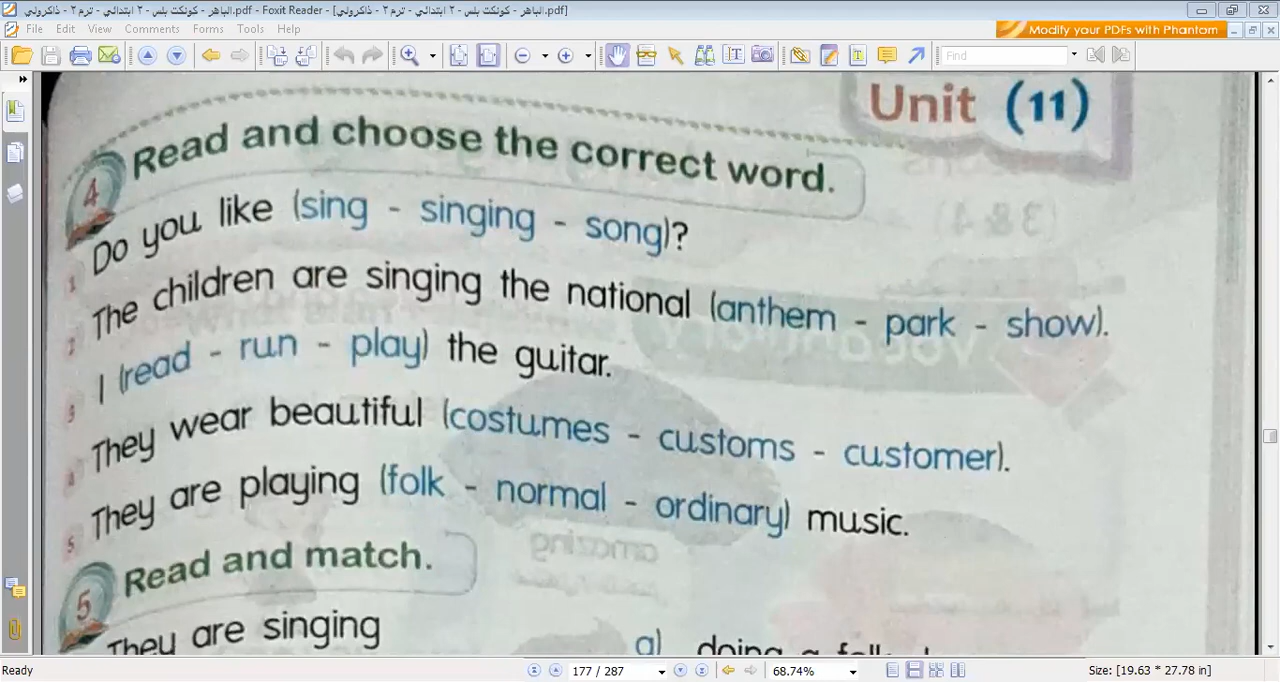 الباهر - كونكت بلس - ٢ ابتدائي - ترم ٢ - ذاكرولي.pdf - Foxit Reader - [الباهر - كونكت بلس - ٢ ابتدائي - ترم ٢ - ذاكرولي.pdf]
File Edit View Comments Forms Tools Help
Modify your PDFs with Phantom
Find
Unit (11)
4 Read and choose the correct word.
1 Do you like (sing - singing - song)?
2 The children are singing the national (anthem - park - show).
3 I (read - run - play) the guitar.
4 They wear beautiful (costumes - customs - customer).
5 They are playing (folk - normal - ordinary) music.
5 Read and match.
They are singing a) doing a
Ready 177 / 287 68.74% Size: [19.63 * 27.78 in]